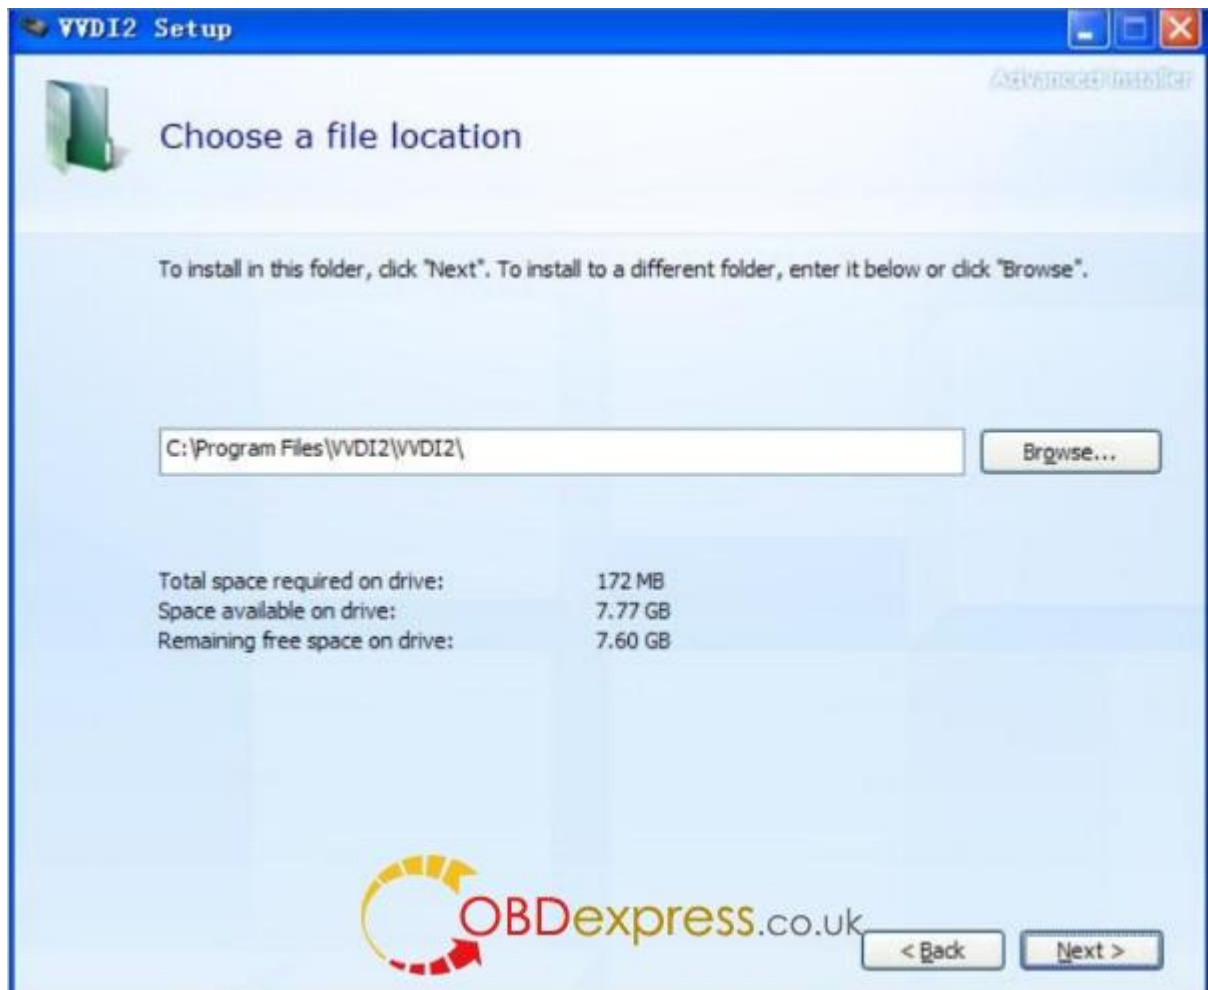 VVDI2 Setup
Advanced Installer
Choose a file location
To install in this folder, click "Next". To install to a different folder, enter it below or click "Browse".
C:\Program Files\VVDI2\VVDI2\
Browse...
Total space required on drive: 172 MB
Space available on drive: 7.77 GB
Remaining free space on drive: 7.60 GB
OBDexpress.co.uk
< Back
Next >